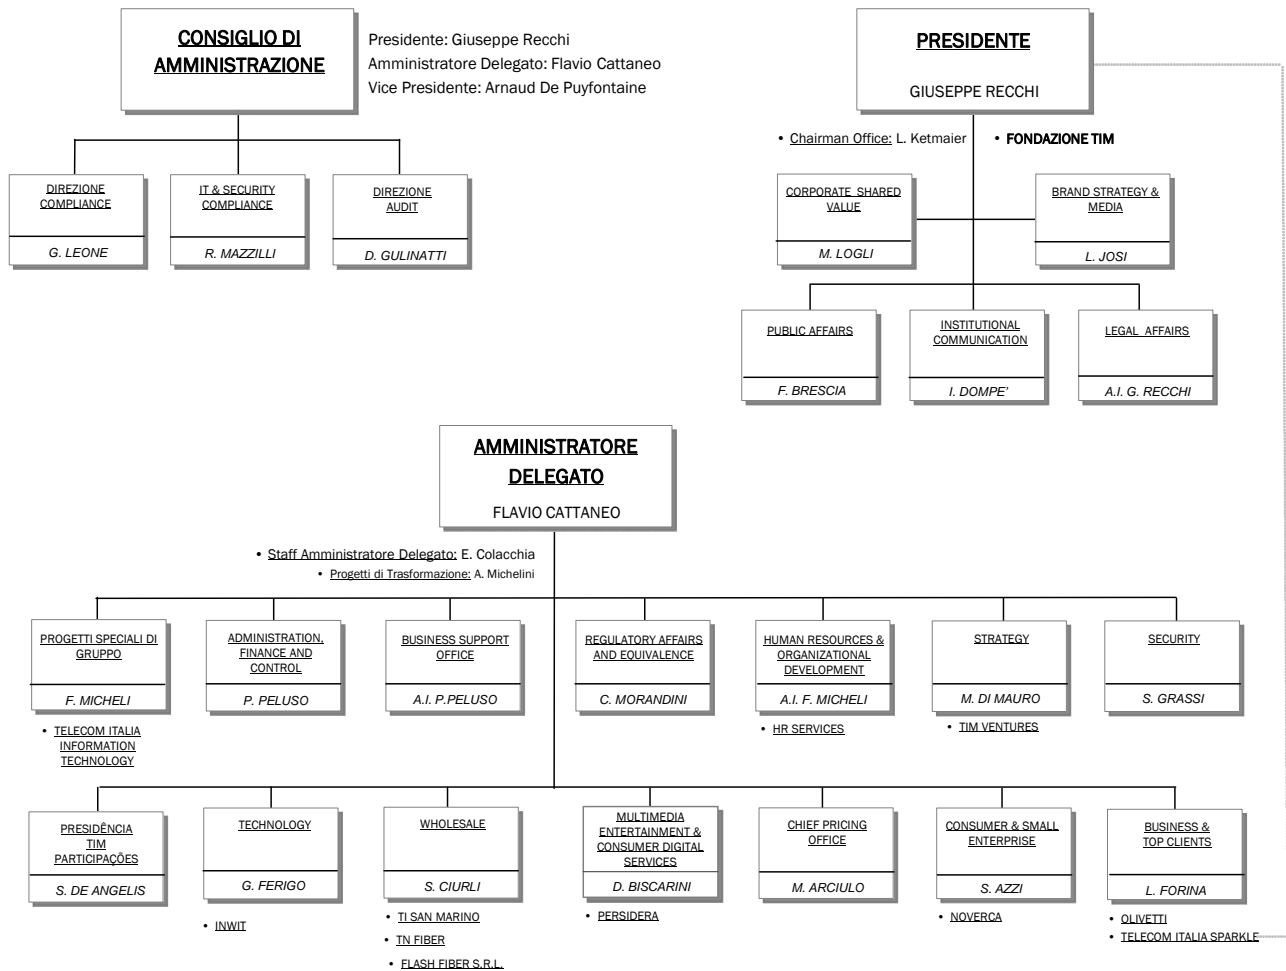 CONSIGLIO DI
AMMINISTRAZIONE
Presidente: Giuseppe Recchi
Amministratore Delegato: Flavio Cattaneo
Vice Presidente: Arnaud De Puyfontaine
DIREZIONE
COMPLIANCE
G. LEONE
IT & SECURITY
COMPLIANCE
R. MAZZILLI
DIREZIONE
AUDIT
D. GULINATTI
PRESIDENTE
GIUSEPPE RECCHI
• Chairman Office: L. Ketmaier
• FONDAZIONE TIM
CORPORATE SHARED
VALUE
M. LOGLI
BRAND STRATEGY &
MEDIA
L. JOSI
PUBLIC AFFAIRS
F. BRESCIA
INSTITUTIONAL
COMMUNICATION
I. DOMPE'
LEGAL AFFAIRS
A.I. G. RECCHI
AMMINISTRATORE
DELEGATO
FLAVIO CATTANEO
• Staff Amministratore Delegato: E. Colacchia
• Progetti di Trasformazione: A. Michelini
PROGETTI SPECIALI DI
GRUPPO
F. MICHELI
• TELECOM ITALIA
INFORMATION
TECHNOLOGY
ADMINISTRATION,
FINANCE AND
CONTROL
P. PELUSO
BUSINESS SUPPORT
OFFICE
A.I. P.PELUSO
REGULATORY AFFAIRS
AND EQUIVALENCE
C. MORANDINI
HUMAN RESOURCES &
ORGANIZATIONAL
DEVELOPMENT
A.I. F. MICHELI
• HR SERVICES
STRATEGY
M. DI MAURO
• TIM VENTURES
SECURITY
S. GRASSI
PRESIDÊNCIA
TIM
PARTICIPAÇÕES
S. DE ANGELIS
TECHNOLOGY
G. FERIGO
• INWIT
WHOLESALE
S. CIURLI
• TI SAN MARINO
• TN FIBER
• FLASH FIBER S.R.L.
MULTIMEDIA
ENTERTAINMENT &
CONSUMER DIGITAL
SERVICES
D. BISCARINI
• PERSIDERA
CHIEF PRICING
OFFICE
M. ARCIULO
CONSUMER & SMALL
ENTERPRISE
S. AZZI
• NOVERCA
BUSINESS &
TOP CLIENTS
L. FORINA
• OLIVETTI
• TELECOM ITALIA SPARKLE